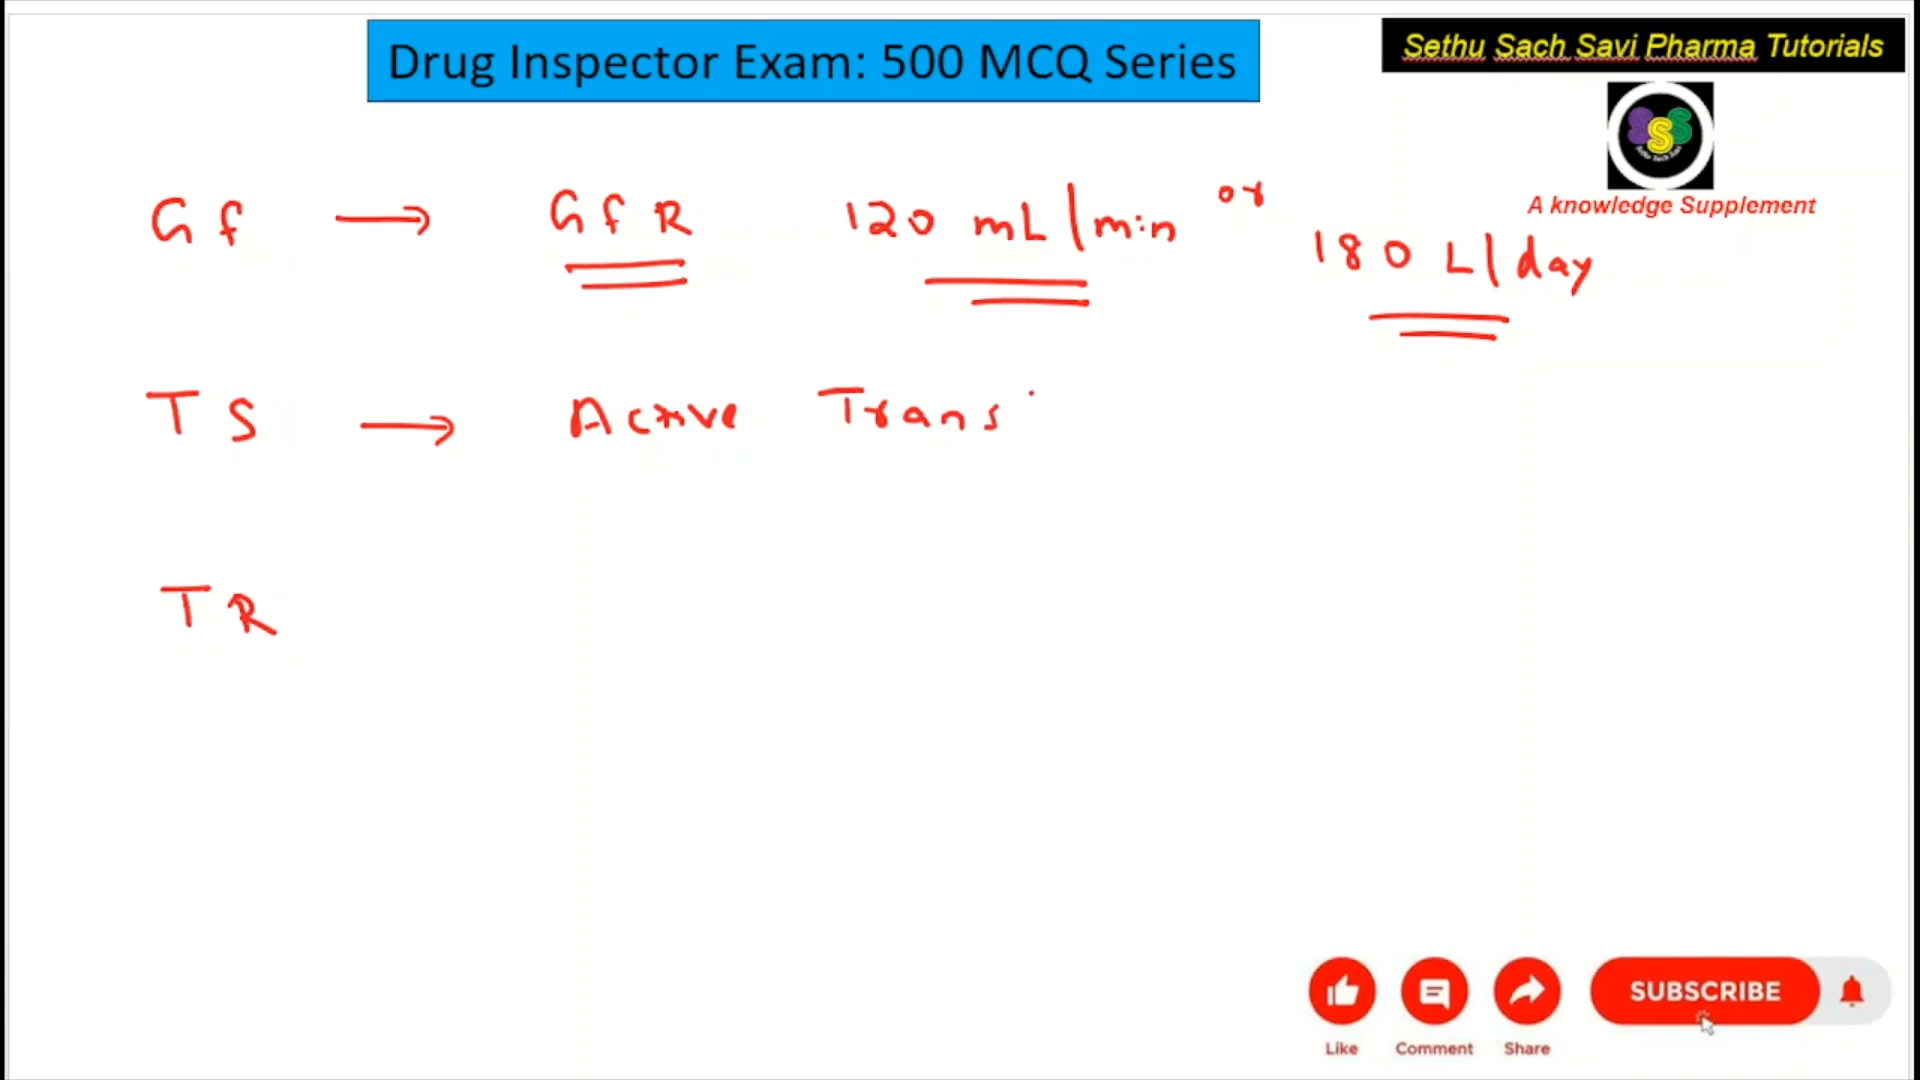 Drug Inspector Exam: 500 MCQ Series
Sethu Sach Savi Pharma Tutorials
SSS
A knowledge Supplement
Gf → GfR 120 mL/min or
180 L/day
TS → Active Trans
TR
SUBSCRIBE
Like Comment Share